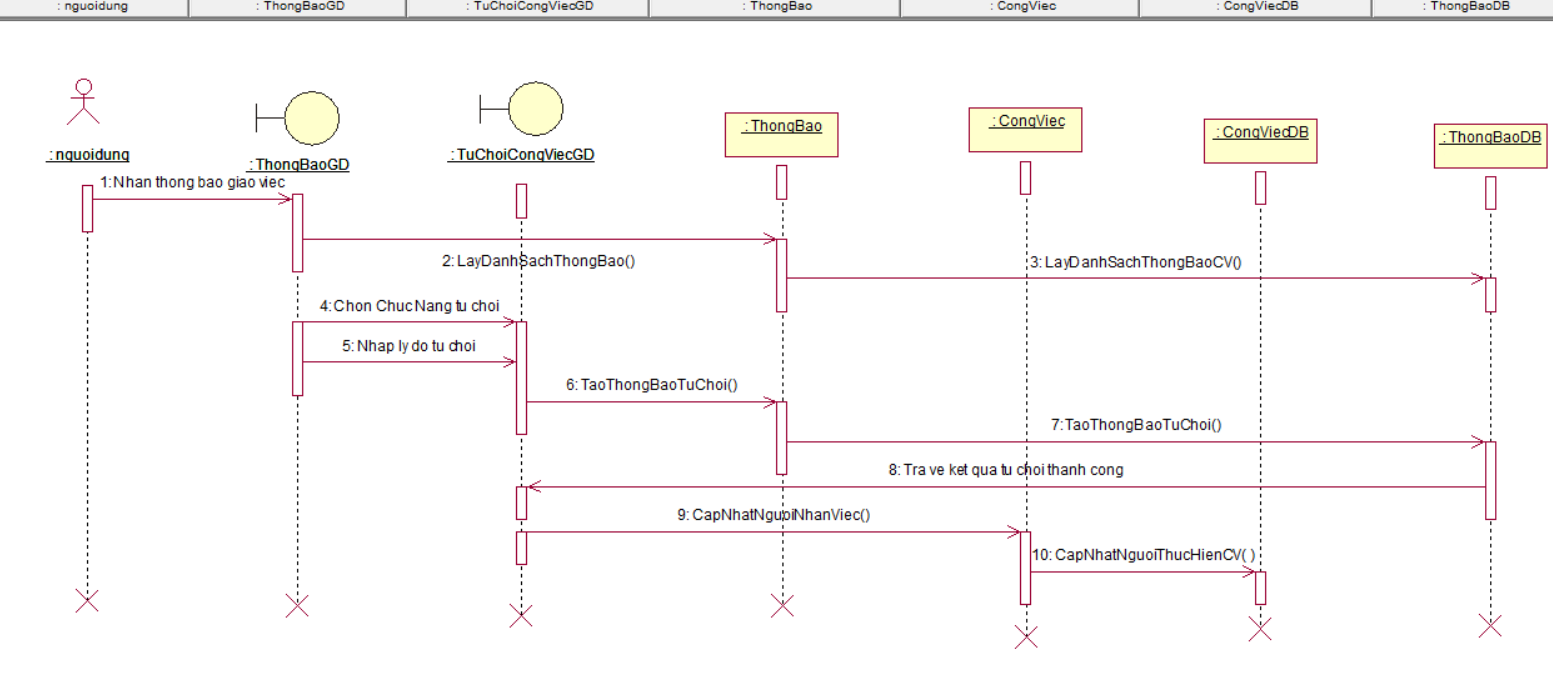 : nguoidung
: ThongBaoGD
: TuChoiCongViecGD
: ThongBao
: CongViec
: CongViecDB
: ThongBaoDB
: nguoidung
: ThongBaoGD
: TuChoiCongViecGD
: ThongBao
: CongViec
: CongViecDB
: ThongBaoDB
1: Nhan thong bao giao viec
2: LayDanhSachThongBao()
3: LayDanhSachThongBaoCV()
4: Chon Chuc Nang tu choi
5: Nhap ly do tu choi
6: TaoThongBaoTuChoi()
7: TaoThongBaoTuChoi()
8: Tra ve ket qua tu choi thanh cong
9: CapNhatNguoiNhanViec()
10: CapNhatNguoiThucHienCV( )